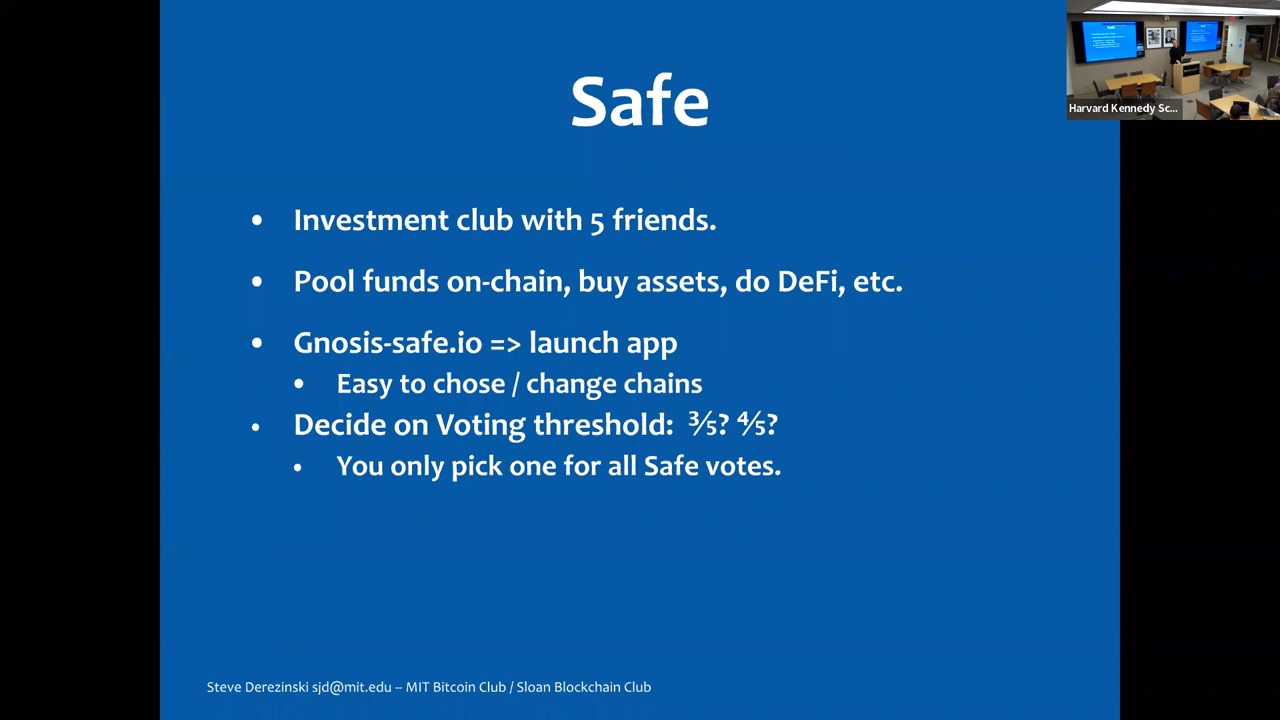 Safe
Harvard Kennedy Sc...
• Investment club with 5 friends.
• Pool funds on-chain, buy assets, do DeFi, etc.
• Gnosis-safe.io => launch app
• Easy to chose / change chains
• Decide on Voting threshold: ⅗? ⅘?
• You only pick one for all Safe votes.
Steve Derezinski sjd@mit.edu – MIT Bitcoin Club / Sloan Blockchain Club